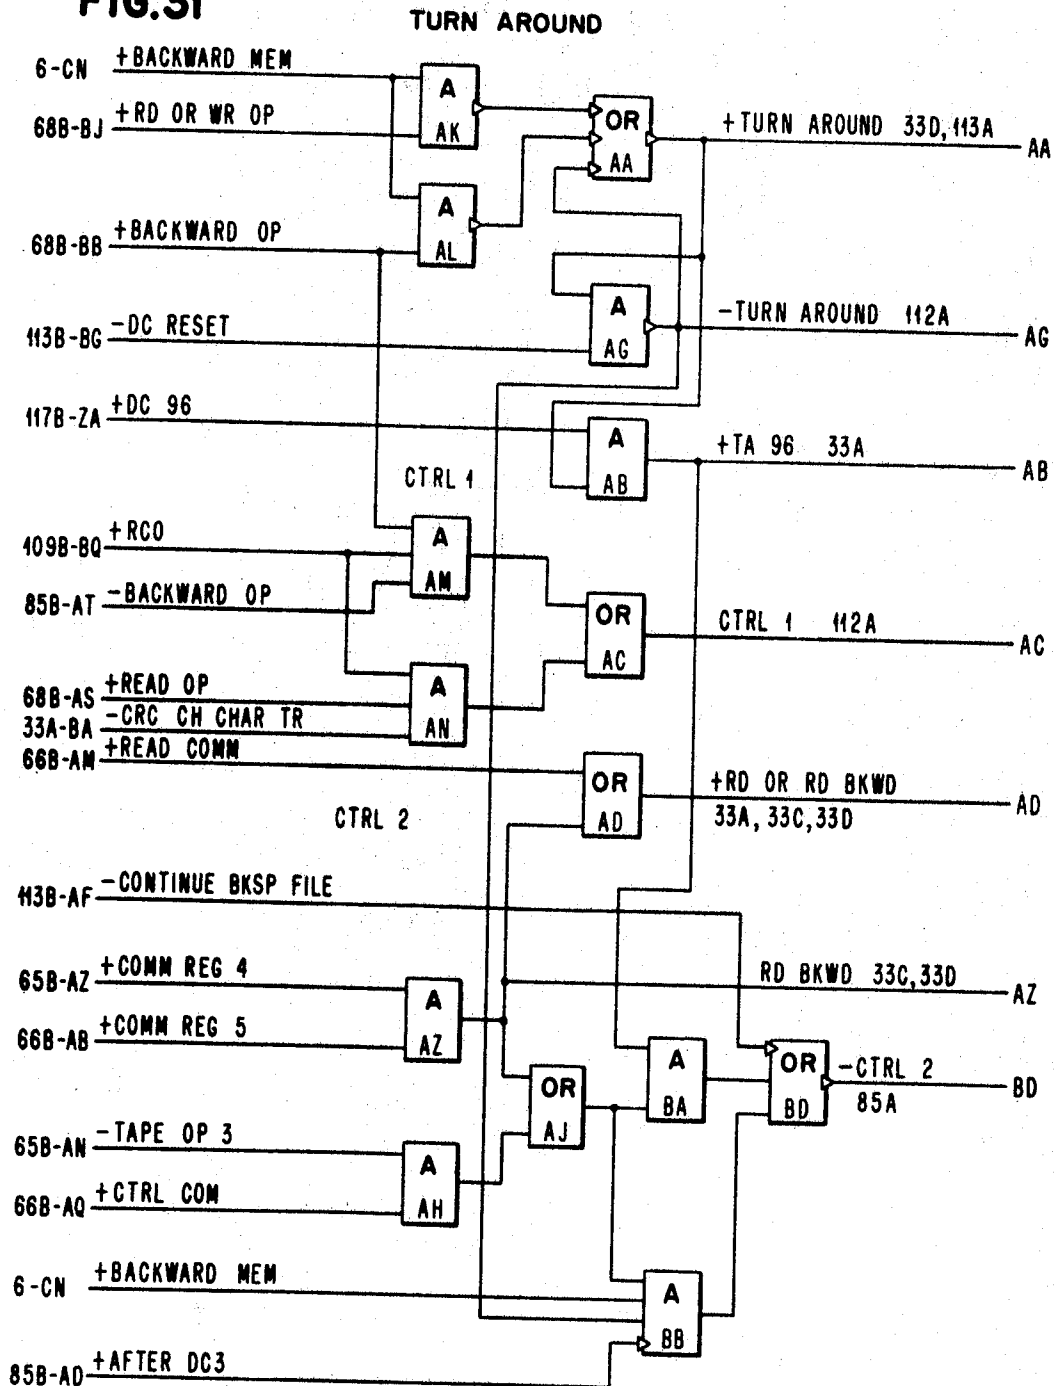 FIG.31
TURN AROUND
6-CN +BACKWARD MEM
A
AK
68B-BJ +RD OR WR OP
OR
AA
+TURN AROUND 33D,113A AA
A
AL
68B-BB +BACKWARD OP
A
AG
-TURN AROUND 112A AG
113B-BG -DC RESET
117B-ZA +DC 96
A
AB
+TA 96 33A AB
CTRL 1
109B-BQ +RCO
A
AM
85B-AT -BACKWARD OP
OR
AC
CTRL 1 112A AC
68B-AS +READ OP
33A-BA -CRC CH CHAR TR
A
AN
66B-AM +READ COMM
OR
AD
+RD OR RD BKWD AD
33A,33C,33D
CTRL 2
113B-AF -CONTINUE BKSP FILE
65B-AZ +COMM REG 4
RD BKWD 33C,33D AZ
66B-AB +COMM REG 5
A
AZ
A
BA
OR
BD
-CTRL 2 BD
85A
OR
AJ
65B-AN -TAPE OP 3
66B-AQ +CTRL COM
A
AH
6-CN +BACKWARD MEM
A
BB
85B-AD +AFTER DC3